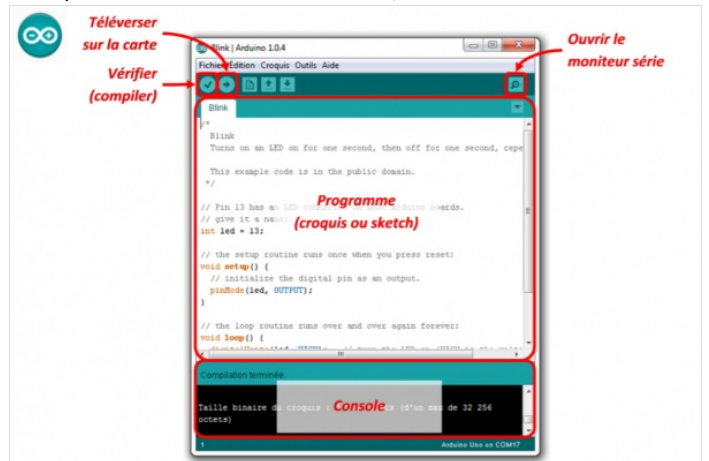 Téléverser
sur la carte
Vérifier
(compiler)
Ouvrir le
moniteur série
Blink | Arduino 1.0.4
Fichier Édition Croquis Outils Aide
Blink
/*
Blink
Turns on an LED on for one second, then off for one second, repe
This example code is in the public domain.
*/
// Pin 13 has an LED
boards.
// give it a name:
int led = 13;
Programme
(croquis ou sketch)
// the setup routine runs once when you press reset:
void setup() {
// initialize the digital pin as an output.
pinMode(led, OUTPUT);
}
// the loop routine runs over and over again forever:
void loop() {
Compilation terminée.
Taille binaire du croquis :
(d'un max de 32 256
octets)
Console
1
Arduino Uno on COM17